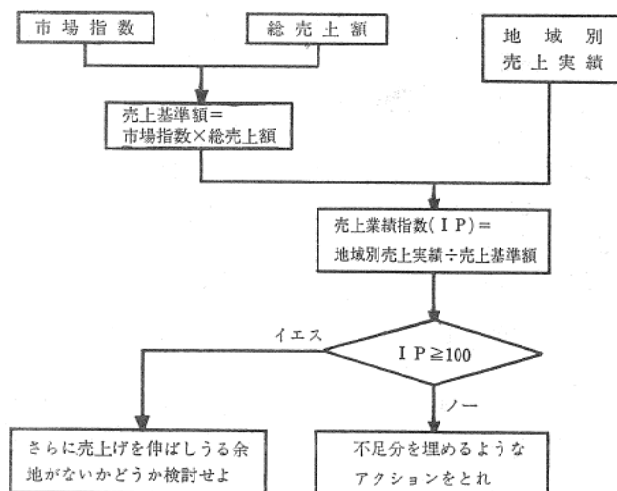 市場指数
総売上額
地域別
売上実績
売上基準額=
市場指数×総売上額
売上業績指数(IP)=
地域別売上実績÷売上基準額
イエス
IP≧100
ノー
さらに売上げを伸ばしうる余
地がないかどうか検討せよ
不足分を埋めるような
アクションをとれ